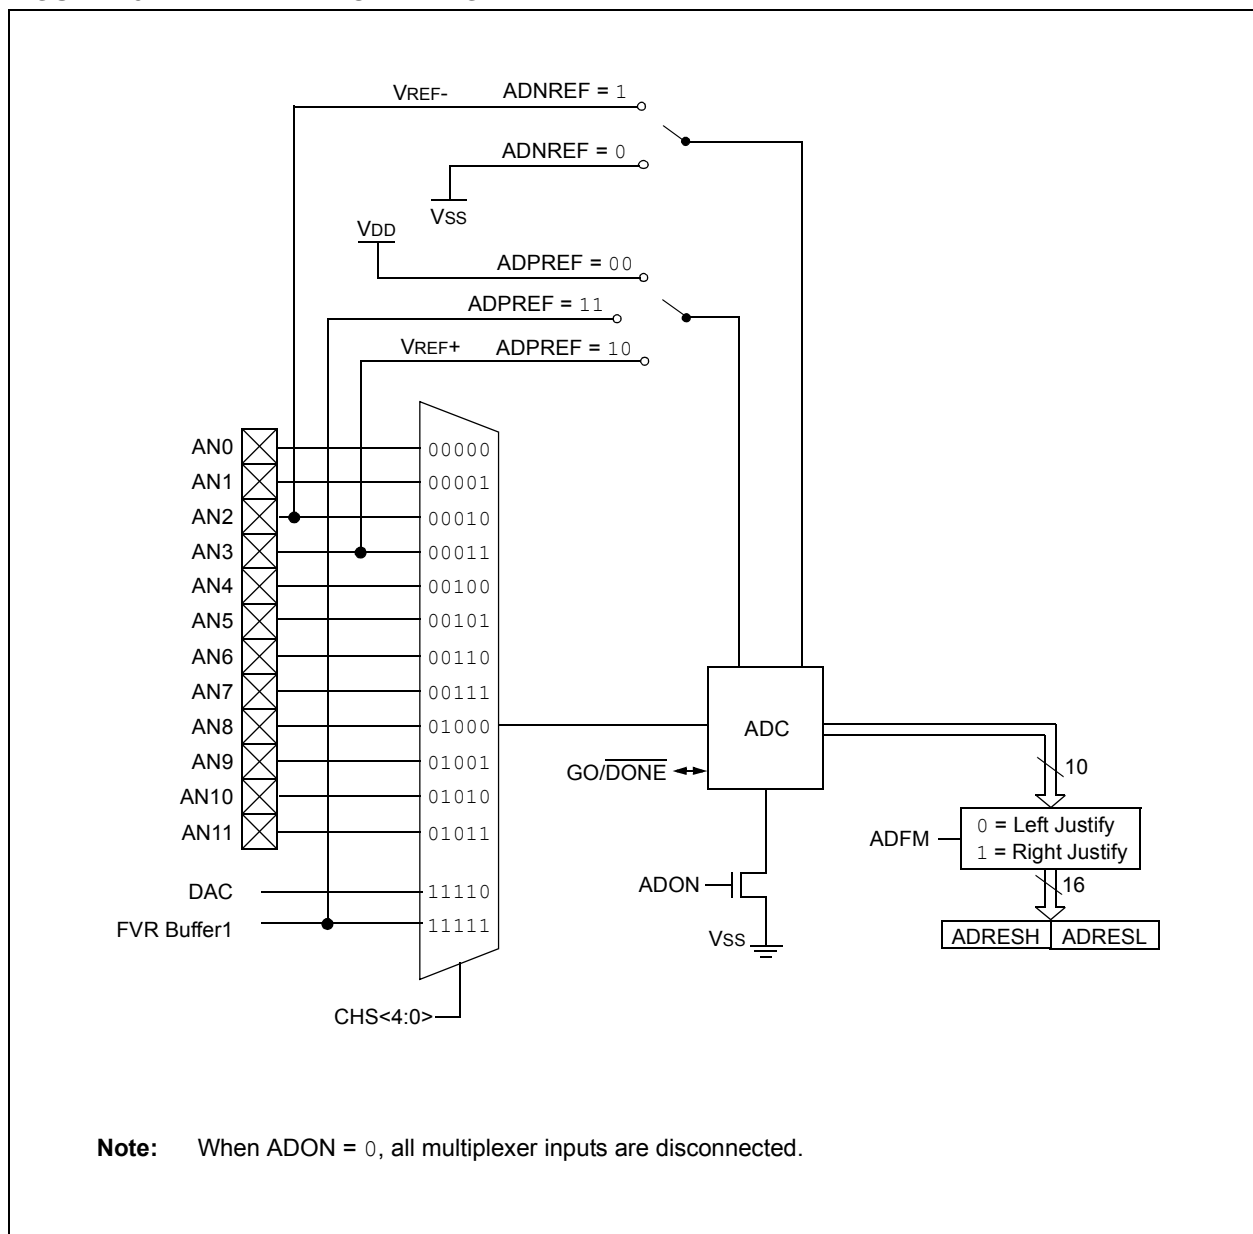 VREF- ADNREF = 1
ADNREF = 0
VSS
VDD
ADPREF = 00
ADPREF = 11
VREF+ ADPREF = 10
AN0 00000
AN1 00001
AN2 00010
AN3 00011
AN4 00100
AN5 00101
AN6 00110
AN7 00111
AN8 01000
AN9 01001
AN10 01010
AN11 01011
DAC 11110
FVR Buffer1 11111
CHS<4:0>
ADC
GO/DONE
ADON
VSS
10
ADFM
0 = Left Justify
1 = Right Justify
16
ADRESH ADRESL
Note: When ADON = 0, all multiplexer inputs are disconnected.